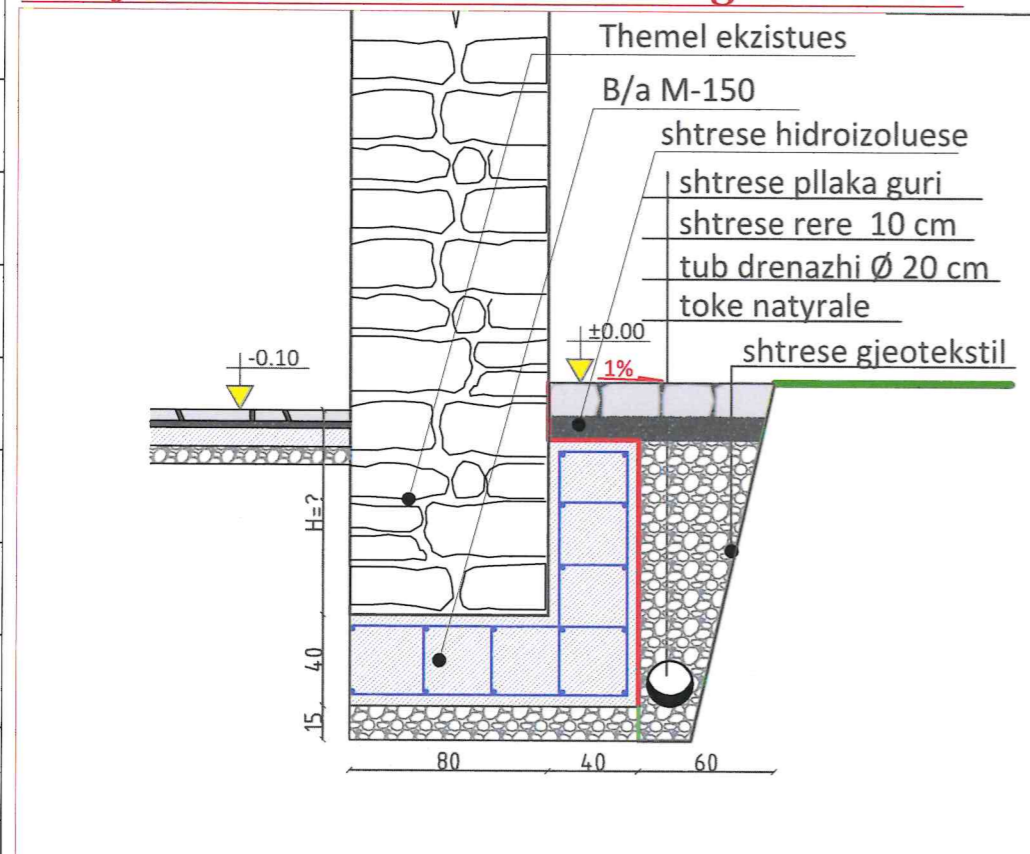 Themel ekzistues
B/a M-150
shtrese hidroizoluese
shtrese pllaka guri
shtrese rere 10 cm
tub drenazhi Ø 20 cm
toke natyrale
±0.00
shtrese gjeotekstil
-0.10
1%
H=?
40
15
80 40 60